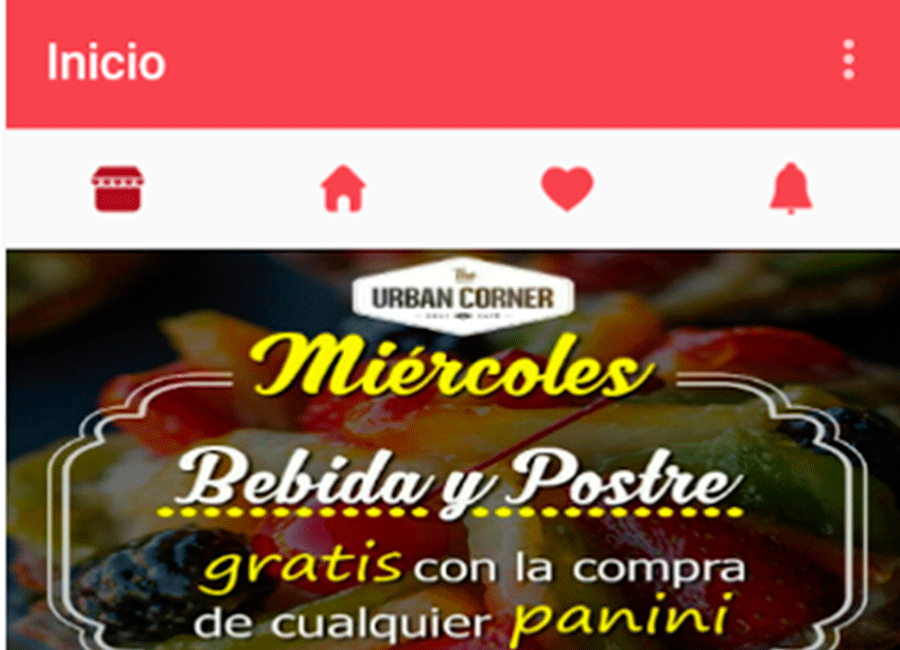 Inicio
The
URBAN CORNER
Miércoles
Bebida y Postre
gratis con la compra
de cualquier panini